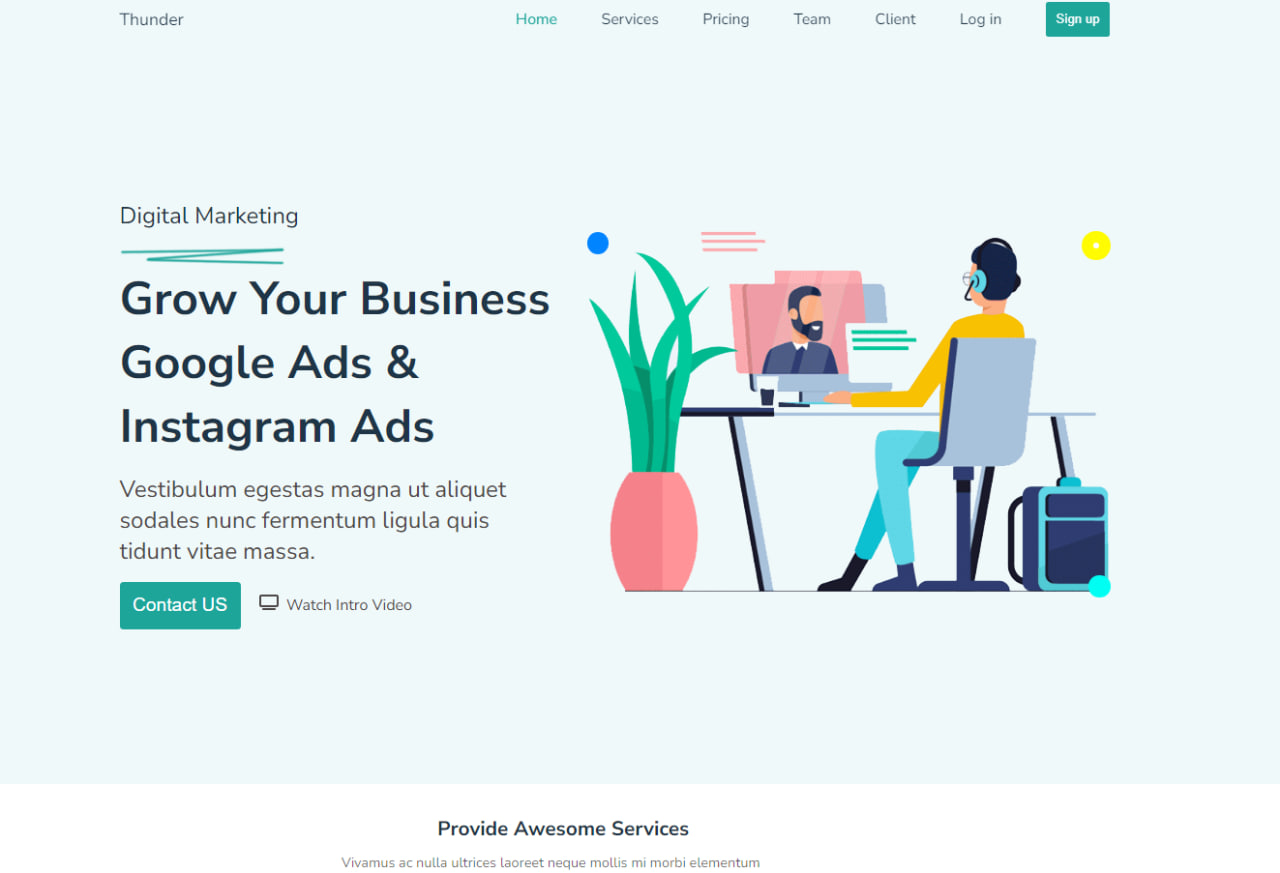 Thunder
Home Services Pricing Team Client Log in Sign up
Digital Marketing
Grow Your Business
Google Ads &
Instagram Ads
Vestibulum egestas magna ut aliquet
sodales nunc fermentum ligula quis
tidunt vitae massa.
Contact US Watch Intro Video
Provide Awesome Services
Vivamus ac nulla ultrices laoreet neque mollis mi morbi elementum